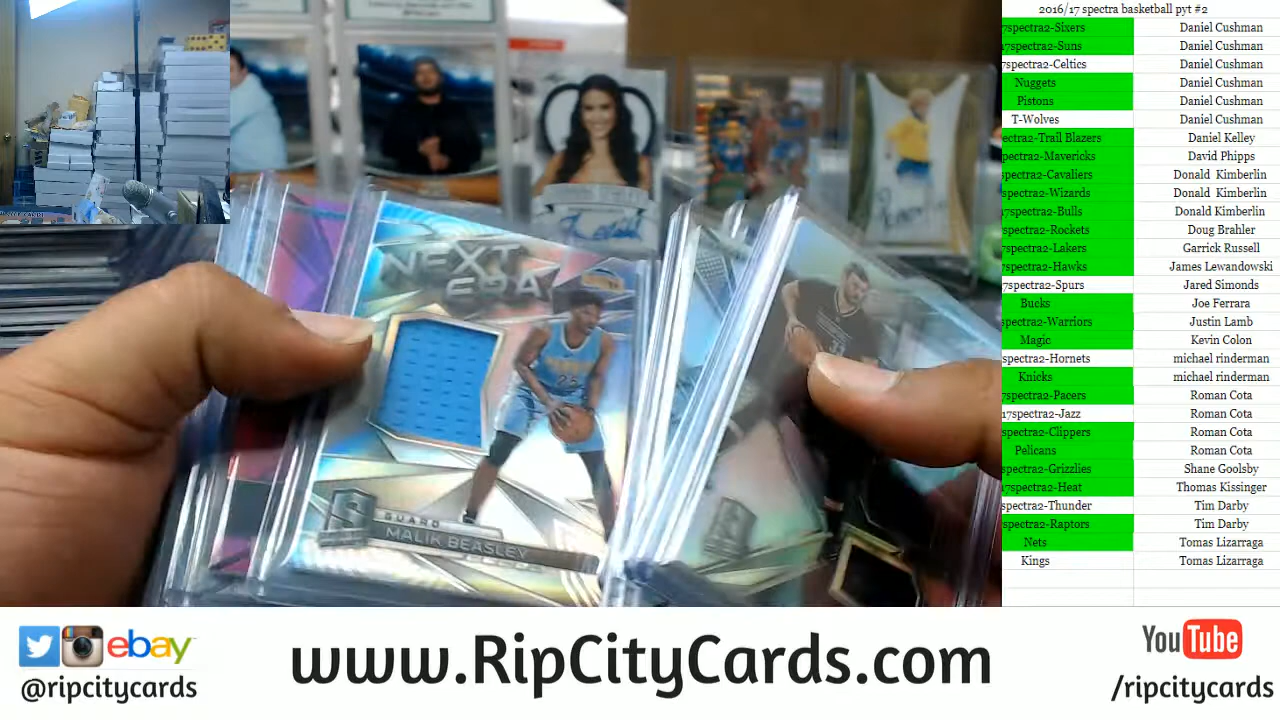 2016/17 spectra basketball pyt #2
7spectra2-Sixers Daniel Cushman
7spectra2-Suns Daniel Cushman
7spectra2-Celtics Daniel Cushman
Nuggets Daniel Cushman
Pistons Daniel Cushman
T-Wolves Daniel Cushman
ectra2-Trail Blazers Daniel Kelley
pectra2-Mavericks David Phipps
pectra2-Cavaliers Donald Kimberlin
spectra2-Wizards Donald Kimberlin
17spectra2-Bulls Donald Kimberlin
spectra2-Rockets Doug Brahler
spectra2-Lakers Garrick Russell
spectra2-Hawks James Lewandowski
7spectra2-Spurs Jared Simonds
Bucks Joe Ferrara
pectra2-Warriors Justin Lamb
Magic Kevin Colon
spectra2-Hornets michael rinderman
Knicks michael rinderman
spectra2-Pacers Roman Cota
17spectra2-Jazz Roman Cota
spectra2-Clippers Roman Cota
Pelicans Roman Cota
spectra2-Grizzlies Shane Goolsby
17spectra2-Heat Thomas Kissinger
spectra2-Thunder Tim Darby
spectra2-Raptors Tim Darby
Nets Tomas Lizarraga
Kings Tomas Lizarraga
NEXT
ERA
25
33
GUARD
MALIK BEASLEY
ebay
@ripcitycards
www.RipCityCards.com
YouTube
/ripcitycards